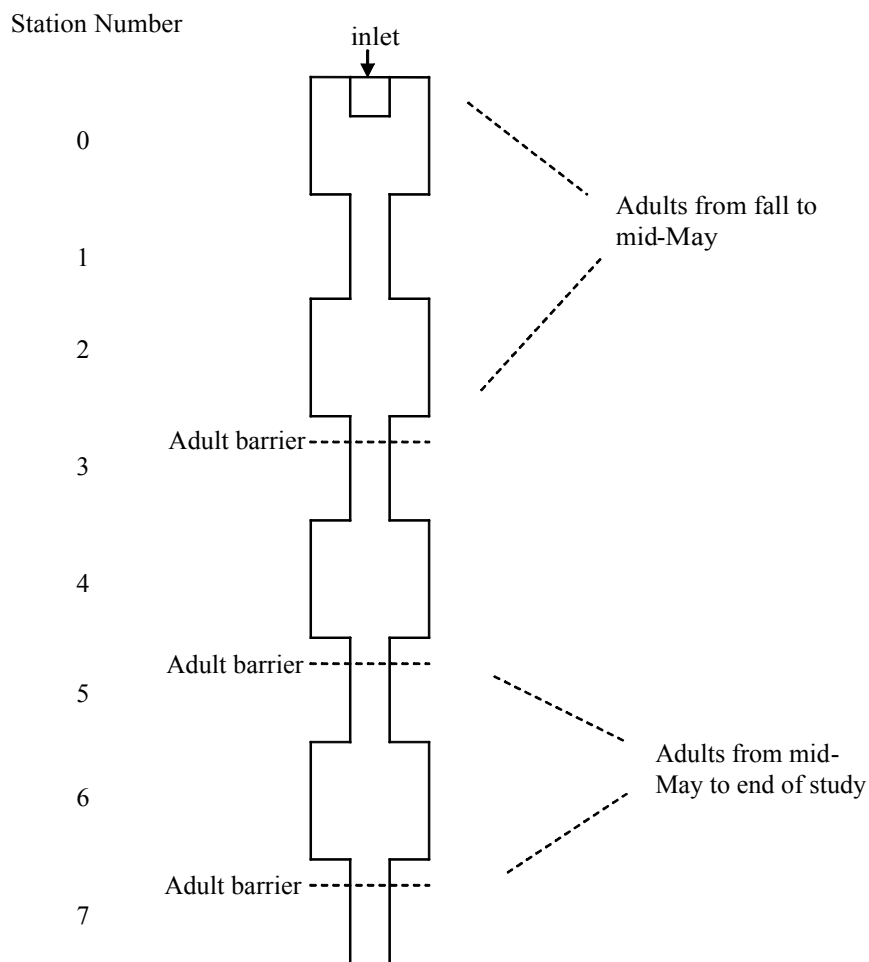 Station Number
inlet
0
Adults from fall to
mid-May
1
2
Adult barrier
3
4
Adult barrier
5
Adults from mid-
May to end of study
6
Adult barrier
7